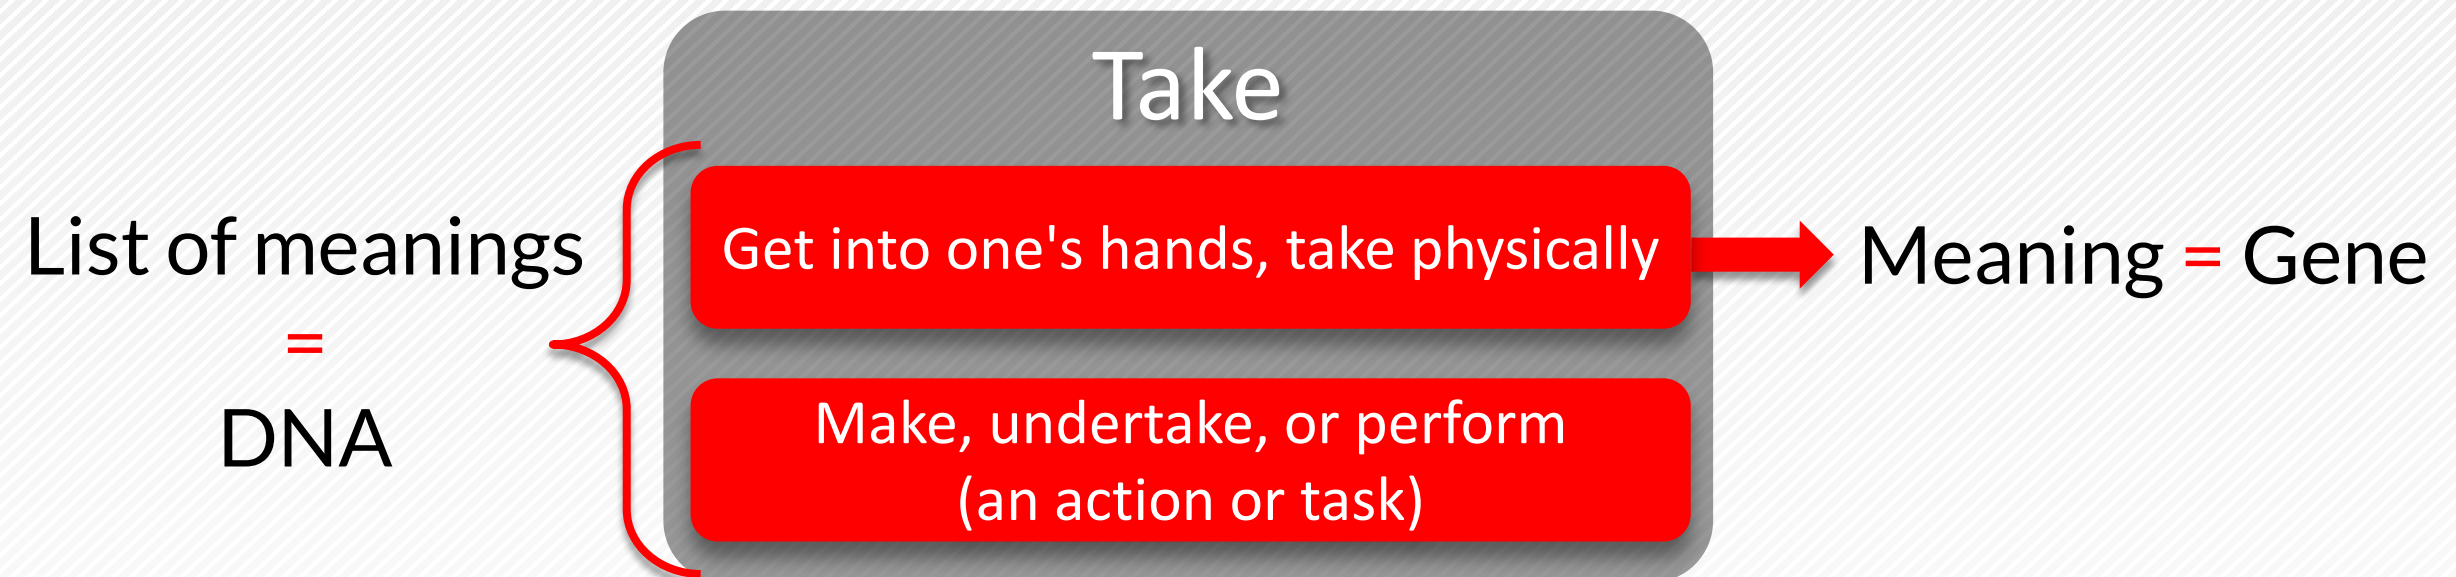 Take
List of meanings
=
DNA
Get into one's hands, take physically
Make, undertake, or perform
(an action or task)
Meaning = Gene